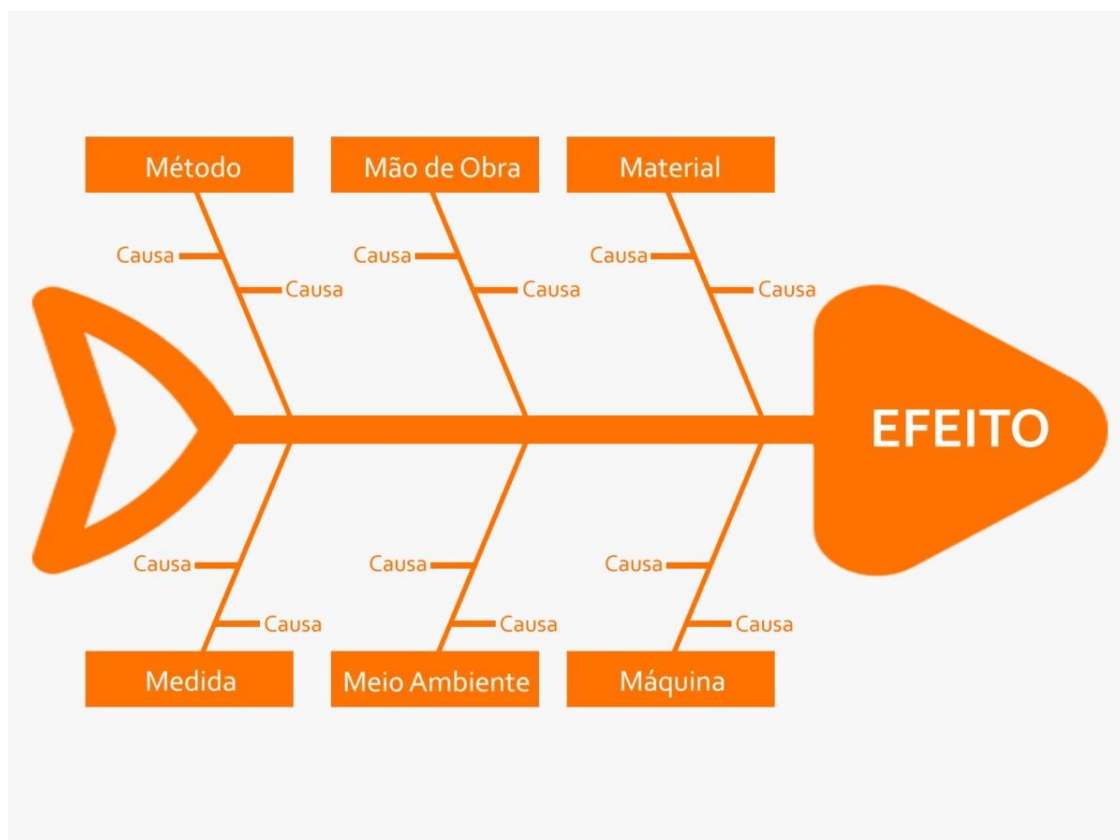 Método
Mão de Obra
Material
Causa
Causa
Causa
Causa
Causa
Causa
EFEITO
Causa
Causa
Causa
Causa
Causa
Causa
Medida
Meio Ambiente
Máquina